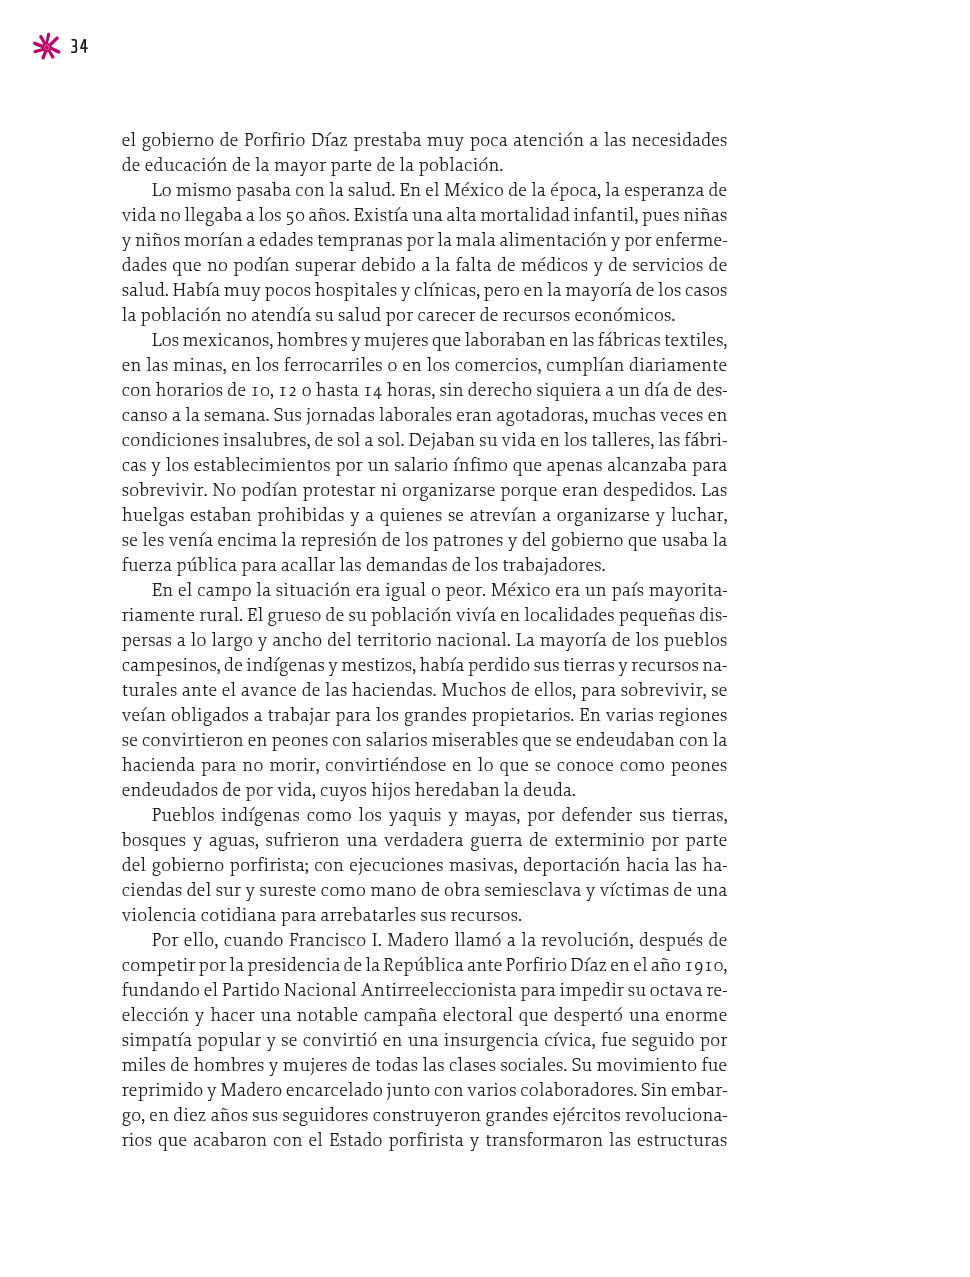 34
el gobierno de Porfirio Díaz prestaba muy poca atención a las necesidades
de educación de la mayor parte de la población.
Lo mismo pasaba con la salud. En el México de la época, la esperanza de
vida no llegaba a los 50 años. Existía una alta mortalidad infantil, pues niñas
y niños morían a edades tempranas por la mala alimentación y por enferme-
dades que no podían superar debido a la falta de médicos y de servicios de
salud. Había muy pocos hospitales y clínicas, pero en la mayoría de los casos
la población no atendía su salud por carecer de recursos económicos.
Los mexicanos, hombres y mujeres que laboraban en las fábricas textiles,
en las minas, en los ferrocarriles o en los comercios, cumplían diariamente
con horarios de 10, 12 o hasta 14 horas, sin derecho siquiera a un día de des-
canso a la semana. Sus jornadas laborales eran agotadoras, muchas veces en
condiciones insalubres, de sol a sol. Dejaban su vida en los talleres, las fábri-
cas y los establecimientos por un salario ínfimo que apenas alcanzaba para
sobrevivir. No podían protestar ni organizarse porque eran despedidos. Las
huelgas estaban prohibidas y a quienes se atrevían a organizarse y luchar,
se les venía encima la represión de los patrones y del gobierno que usaba la
fuerza pública para acallar las demandas de los trabajadores.
En el campo la situación era igual o peor. México era un país mayorita-
riamente rural. El grueso de su población vivía en localidades pequeñas dis-
persas a lo largo y ancho del territorio nacional. La mayoría de los pueblos
campesinos, de indígenas y mestizos, había perdido sus tierras y recursos na-
turales ante el avance de las haciendas. Muchos de ellos, para sobrevivir, se
veían obligados a trabajar para los grandes propietarios. En varias regiones
se convirtieron en peones con salarios miserables que se endeudaban con la
hacienda para no morir, convirtiéndose en lo que se conoce como peones
endeudados de por vida, cuyos hijos heredaban la deuda.
Pueblos indígenas como los yaquis y mayas, por defender sus tierras,
bosques y aguas, sufrieron una verdadera guerra de exterminio por parte
del gobierno porfirista; con ejecuciones masivas, deportación hacia las ha-
ciendas del sur y sureste como mano de obra semiesclava y víctimas de una
violencia cotidiana para arrebatarles sus recursos.
Por ello, cuando Francisco I. Madero llamó a la revolución, después de
competir por la presidencia de la República ante Porfirio Díaz en el año 1910,
fundando el Partido Nacional Antirreeleccionista para impedir su octava re-
elección y hacer una notable campaña electoral que despertó una enorme
simpatía popular y se convirtió en una insurgencia cívica, fue seguido por
miles de hombres y mujeres de todas las clases sociales. Su movimiento fue
reprimido y Madero encarcelado junto con varios colaboradores. Sin embar-
go, en diez años sus seguidores construyeron grandes ejércitos revoluciona-
rios que acabaron con el Estado porfirista y transformaron las estructuras